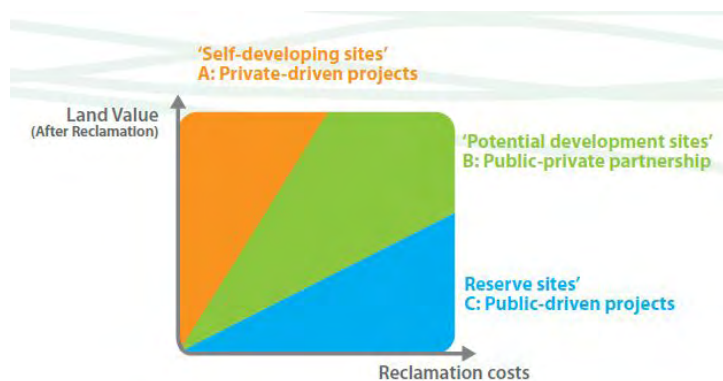 ‘Self-developing sites’
A: Private-driven projects
Land Value
(After Reclamation)
‘Potential development sites’
B: Public-private partnership
Reserve sites’
C: Public-driven projects
Reclamation costs